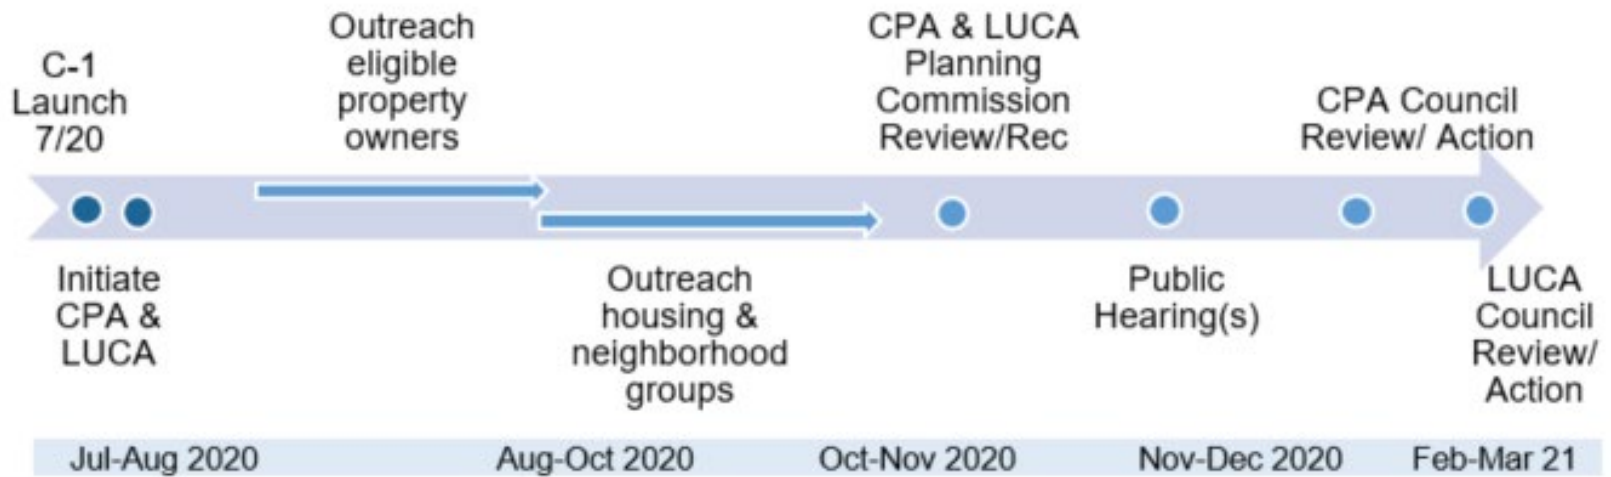 C-1
Launch
7/20
Outreach
eligible
property
owners
CPA & LUCA
Planning
Commission
Review/Rec
CPA Council
Review/ Action
Initiate
CPA &
LUCA
Outreach
housing &
neighborhood
groups
Public
Hearing(s)
LUCA
Council
Review/
Action
Jul-Aug 2020
Aug-Oct 2020
Oct-Nov 2020
Nov-Dec 2020
Feb-Mar 21